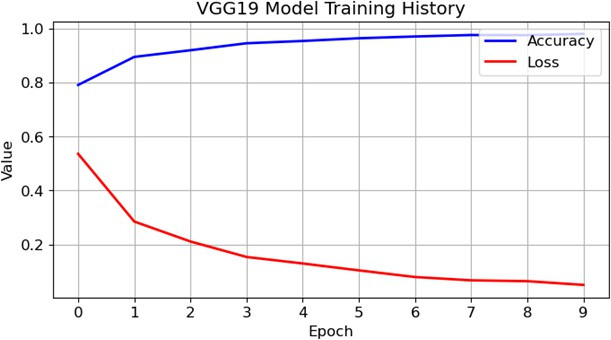 VGG19 Model Training History
1.0
0.8
0.6
0.4
0.2
Value
Accuracy
Loss
0 1 2 3 4 5 6 7 8 9
Epoch